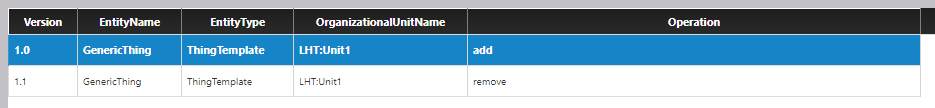 Version EntityName EntityType OrganizationalUnitName Operation
1.0 GenericThing ThingTemplate LHT:Unit1 add
1.1 GenericThing ThingTemplate LHT:Unit1 remove